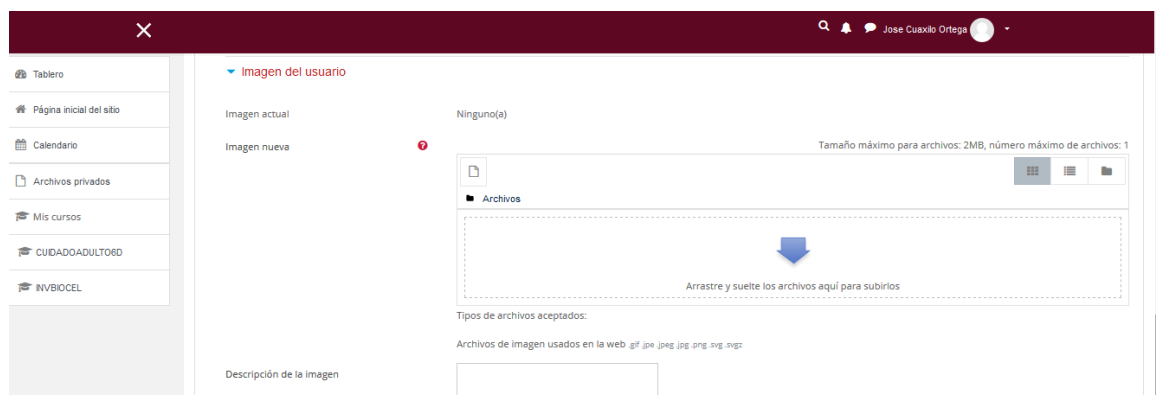 Jose Cuaxilo Ortega
Tablero
Página inicial del sitio
Calendario
Archivos privados
Mis cursos
CUIDADOADULTO6D
INVBIOCEL
Imagen del usuario
Imagen actual
Ninguno(a)
Imagen nueva
Tamaño máximo para archivos: 2MB, número máximo de archivos: 1
Archivos
Arrastre y suelte los archivos aquí para subirlos
Tipos de archivos aceptados:
Archivos de imagen usados en la web .gif .jpe .jpeg .jpg .png .svg .svgz
Descripción de la imagen